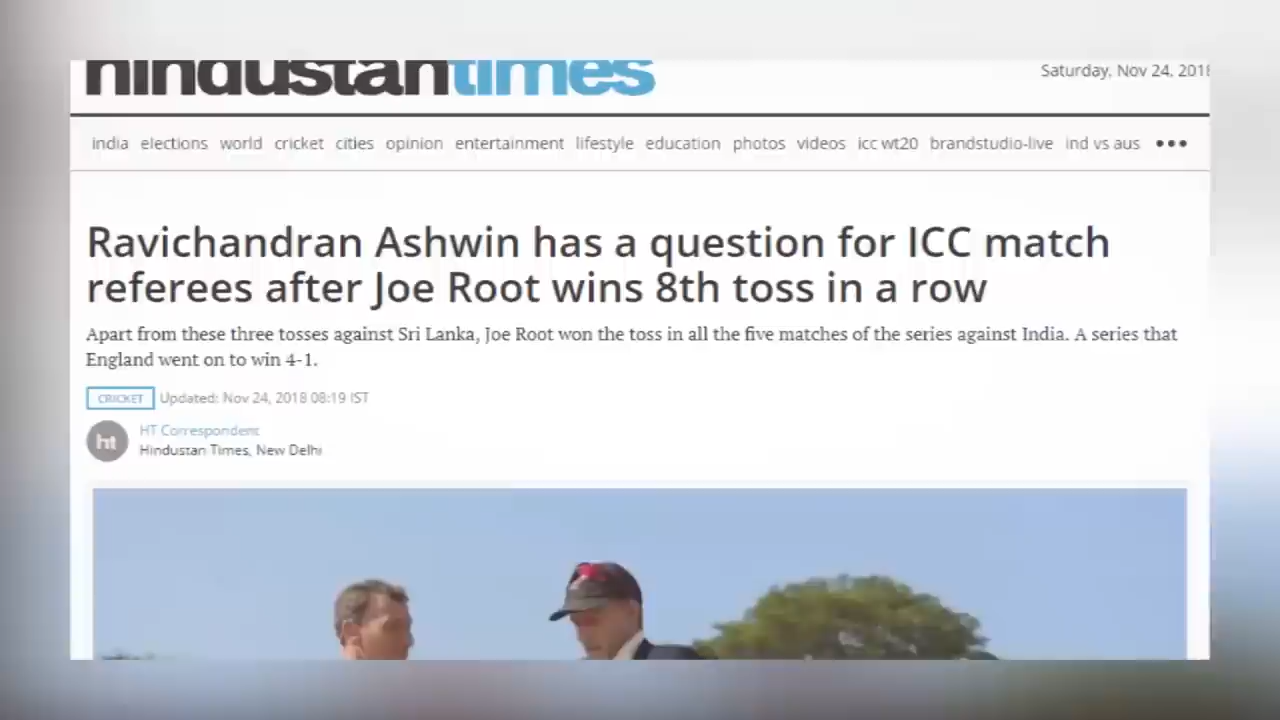 hindustantimes
Saturday, Nov 24, 2018
india elections world cricket cities opinion entertainment lifestyle education photos videos icc wt20 brandstudio-live ind vs aus •••
Ravichandran Ashwin has a question for ICC match
referees after Joe Root wins 8th toss in a row
Apart from these three tosses against Sri Lanka, Joe Root won the toss in all the five matches of the series against India. A series that
England went on to win 4-1.
CRICKET Updated: Nov 24, 2018 08:19 IST
ht HT Correspondent
Hindustan Times, New Delhi